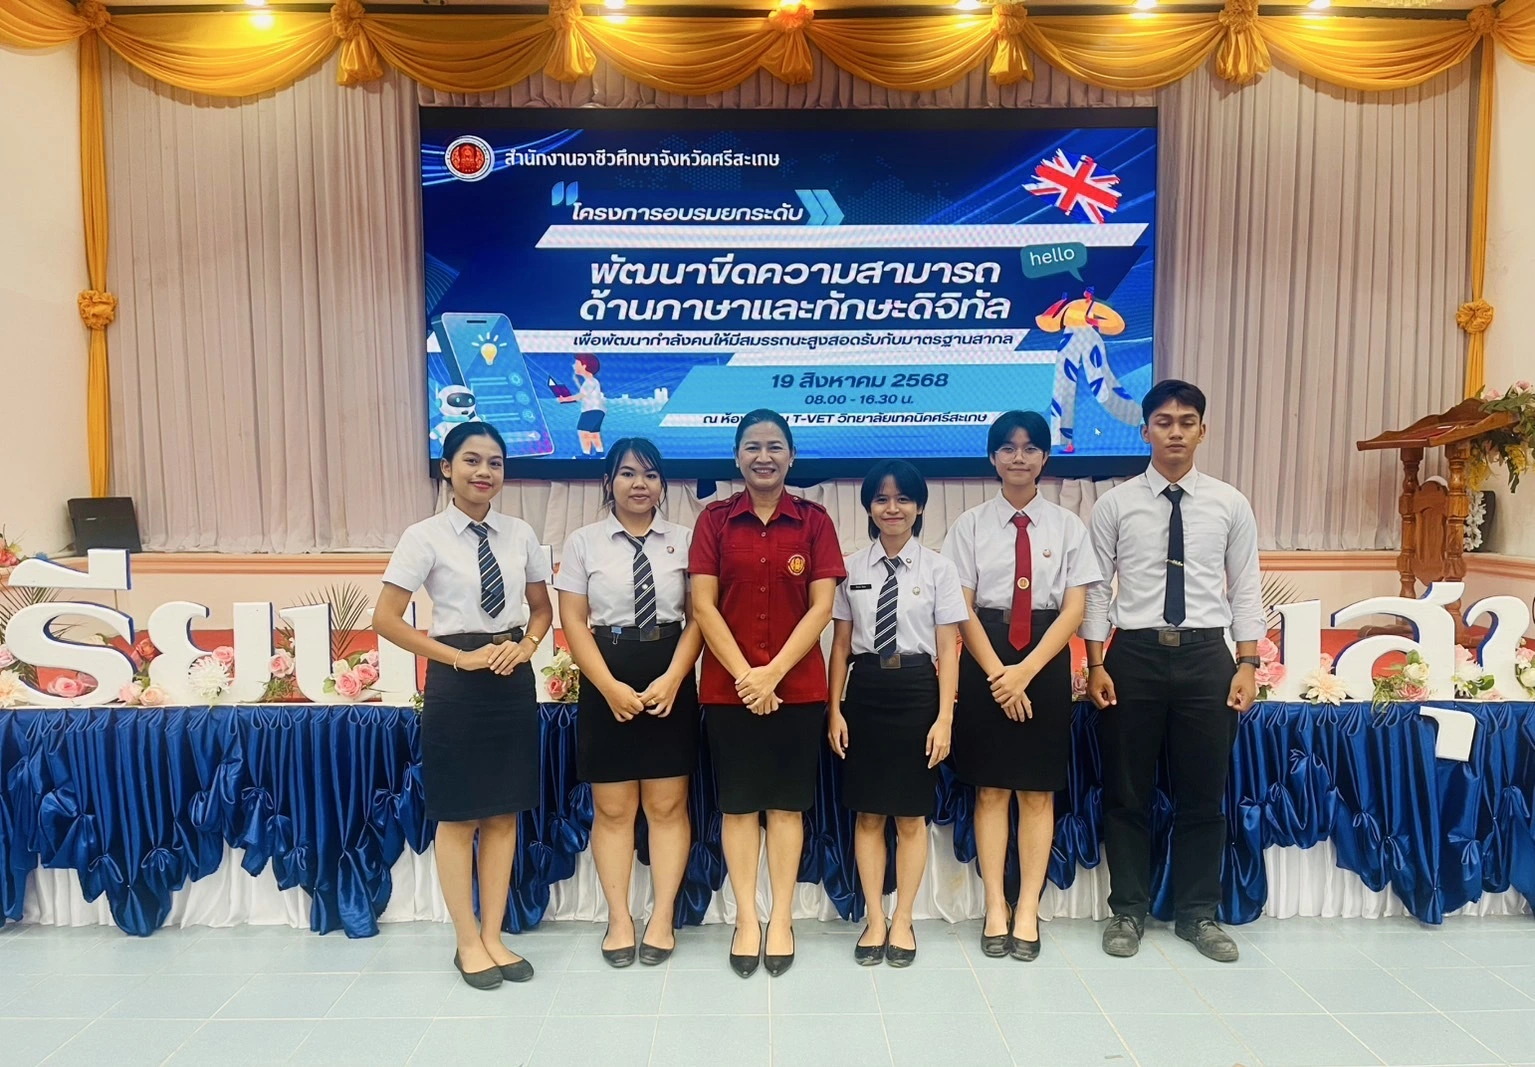 สำนักงานอาชีวศึกษาจังหวัดศรีสะเกษ
โครงการอบรมยกระดับ
พัฒนาขีดความสามารถ
hello
ด้านภาษาและทักษะดิจิทัล
เพื่อพัฒนากำลังคนให้มีสมรรถนะสูงสอดรับกับมาตรฐานสากล
19 สิงหาคม 2568
08.00 - 16.30 น.
ณ T-VET วิทยาลัยเทคนิคศรีสะเกษ